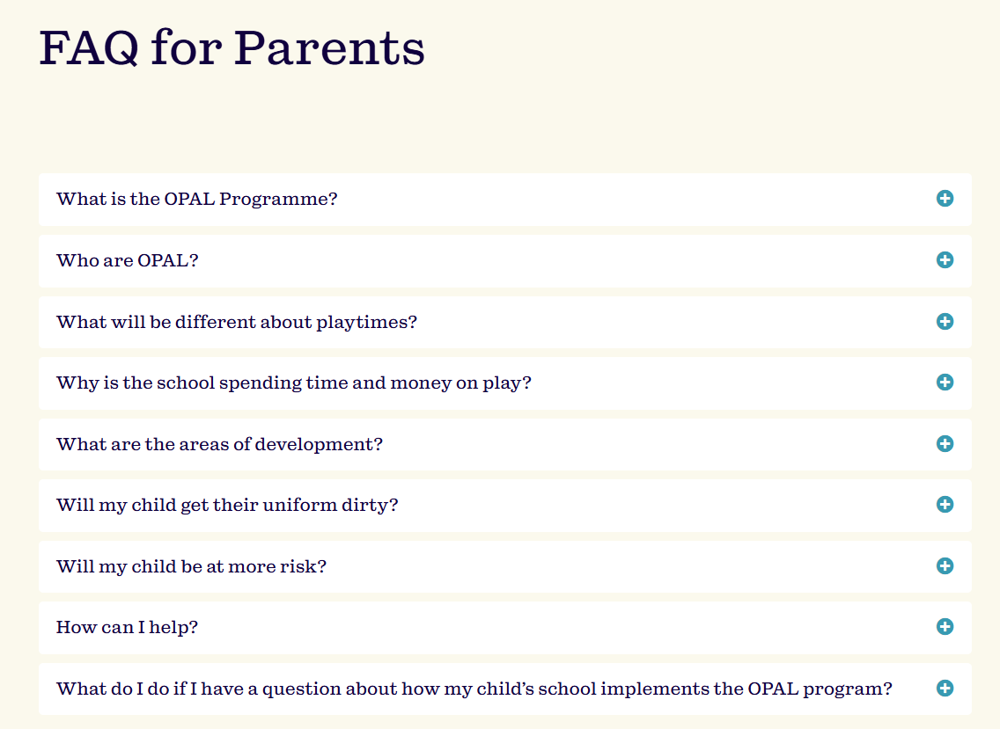 FAQ for Parents
What is the OPAL Programme?
Who are OPAL?
What will be different about playtimes?
Why is the school spending time and money on play?
What are the areas of development?
Will my child get their uniform dirty?
Will my child be at more risk?
How can I help?
What do I do if I have a question about how my child’s school implements the OPAL program?